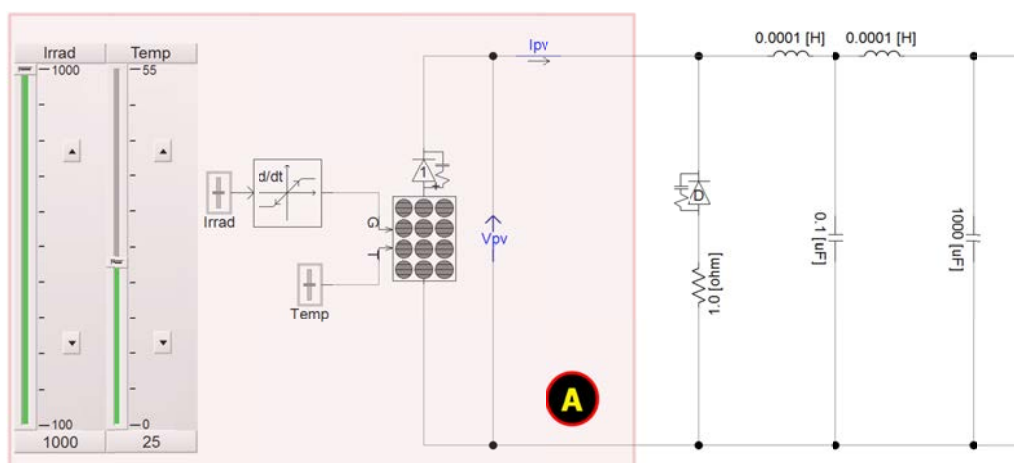 Irrad Temp
1000 55
100 0
1000 25
Irrad
d/dt
Temp
G
T
1
+
Vpv
Ipv
A
D
1.0 [ohm]
0.0001 [H] 0.0001 [H]
0.1 [uF]
1000 [uF]